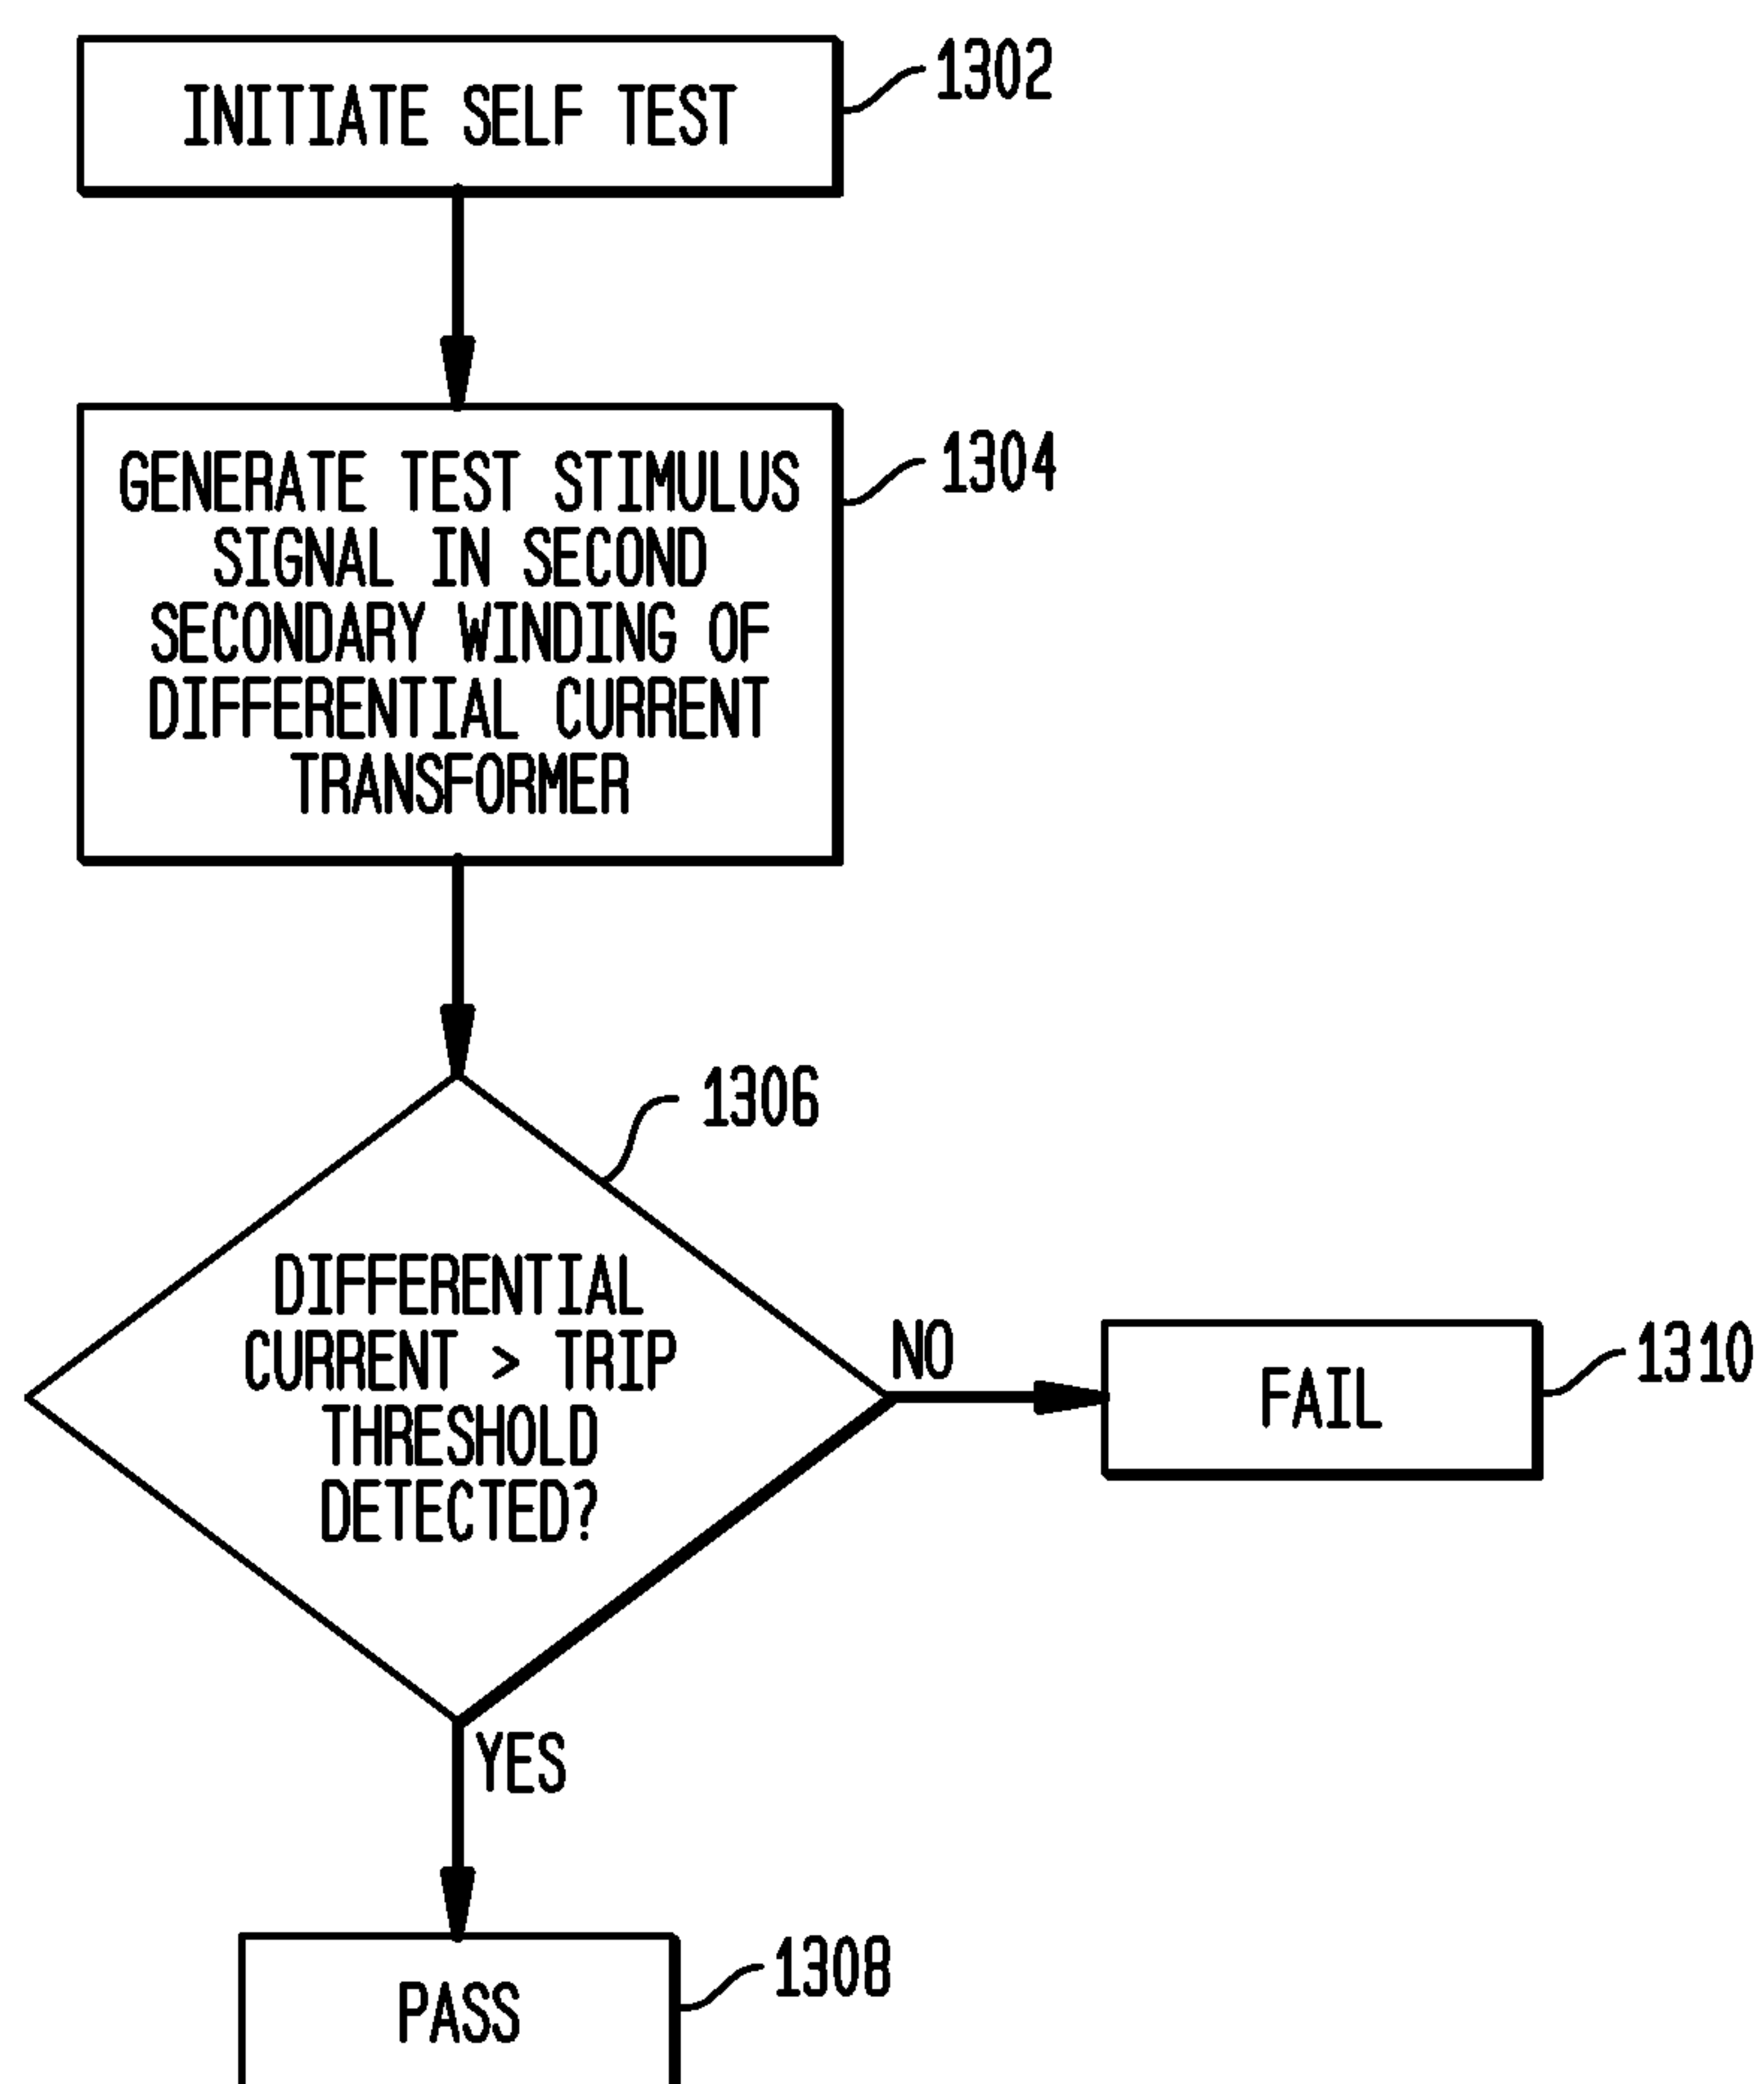 INITIATE SELF TEST
1302
GENERATE TEST STIMULUS
SIGNAL IN SECOND
SECONDARY WINDING OF
DIFFERENTIAL CURRENT
TRANSFORMER
1304
1306
DIFFERENTIAL
CURRENT > TRIP
THRESHOLD
DETECTED?
NO
FAIL
1310
YES
PASS
1308